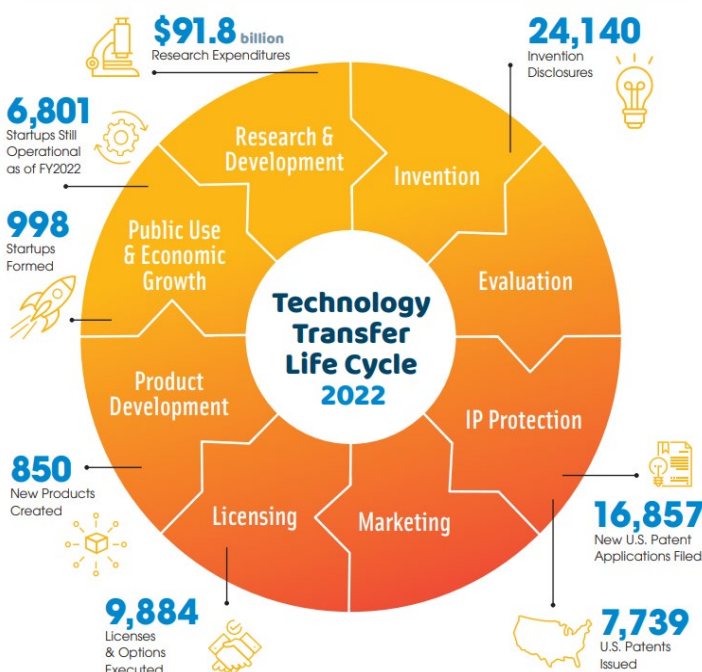 $91.8 billion
Research Expenditures
24,140
Invention
Disclosures
6,801
Startups Still
Operational
as of FY2022
998
Startups
Formed
Research &
Development
Invention
Public Use
& Economic
Growth
Evaluation
Technology
Transfer
Life Cycle
2022
Product
Development
IP Protection
Licensing
Marketing
850
New Products
Created
16,857
New U.S. Patent
Applications Filed
9,884
Licenses
& Options
Executed
7,739
U.S. Patents
Issued